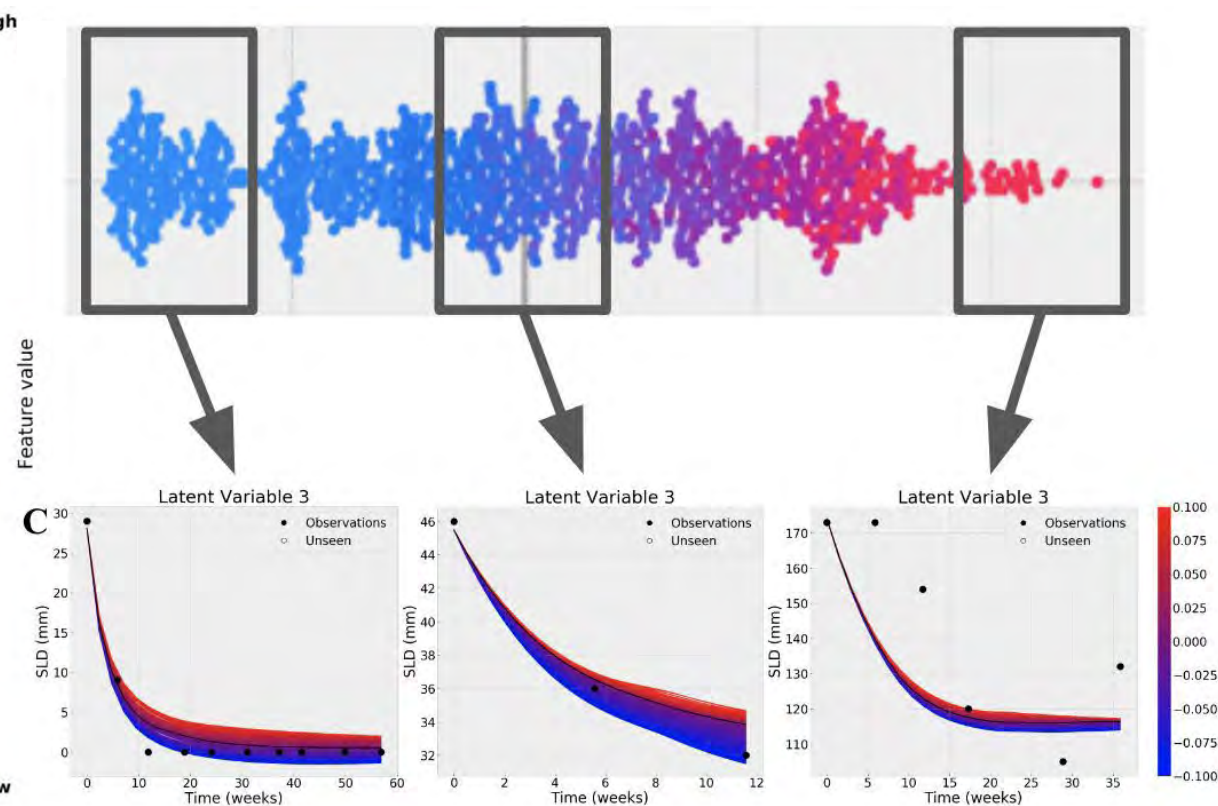 gh
Feature value
C
Latent Variable 3
Observations
Unseen
SLD (mm)
30
25
20
15
10
5
0
0 10 20 30 40 50 60
Time (weeks)
Latent Variable 3
Observations
Unseen
SLD (mm)
46
44
42
40
38
36
34
32
0 2 4 6 8 10 12
Time (weeks)
Latent Variable 3
Observations
Unseen
SLD (mm)
170
160
150
140
130
120
110
0 5 10 15 20 25 30 35
Time (weeks)
0.100
0.075
0.050
0.025
0.000
−0.025
−0.050
−0.075
−0.100
w